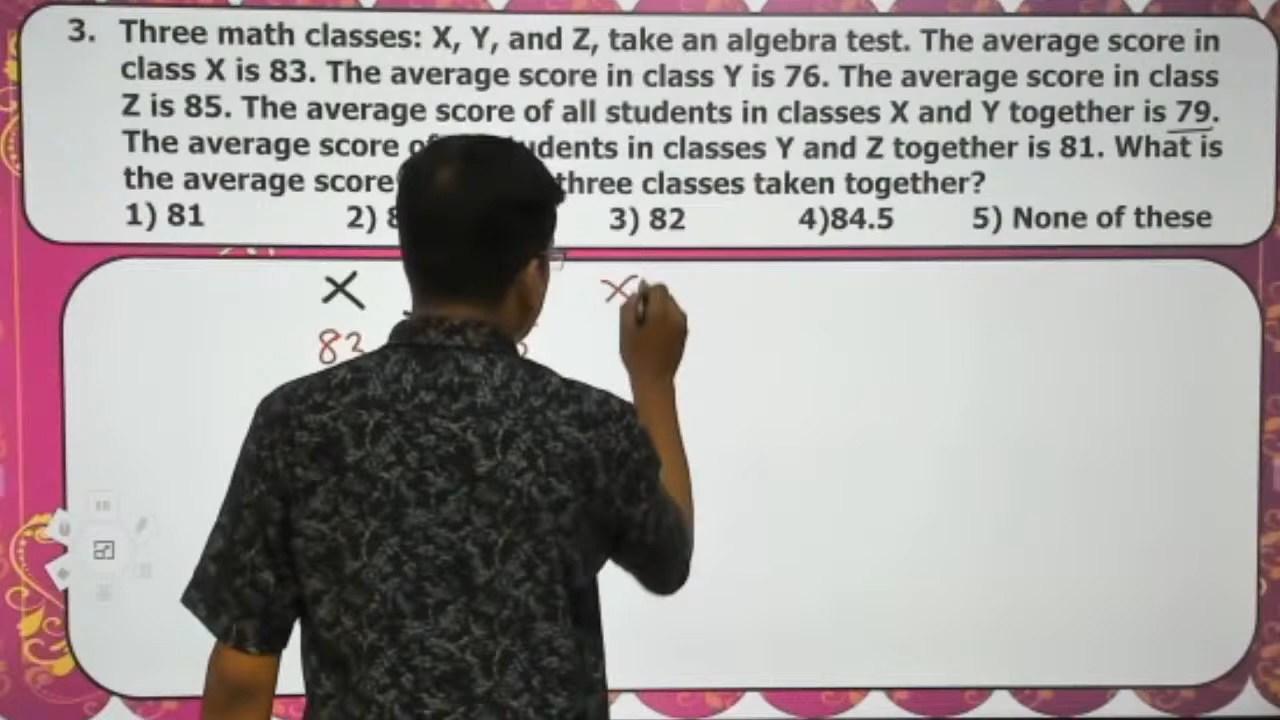 3. Three math classes: X, Y, and Z, take an algebra test. The average score in
class X is 83. The average score in class Y is 76. The average score in class
Z is 85. The average score of all students in classes X and Y together is 79.
The average score students in classes Y and Z together is 81. What is
the average score three classes taken together?
1) 81 2) 3) 82 4)84.5 5) None of these
X X
83